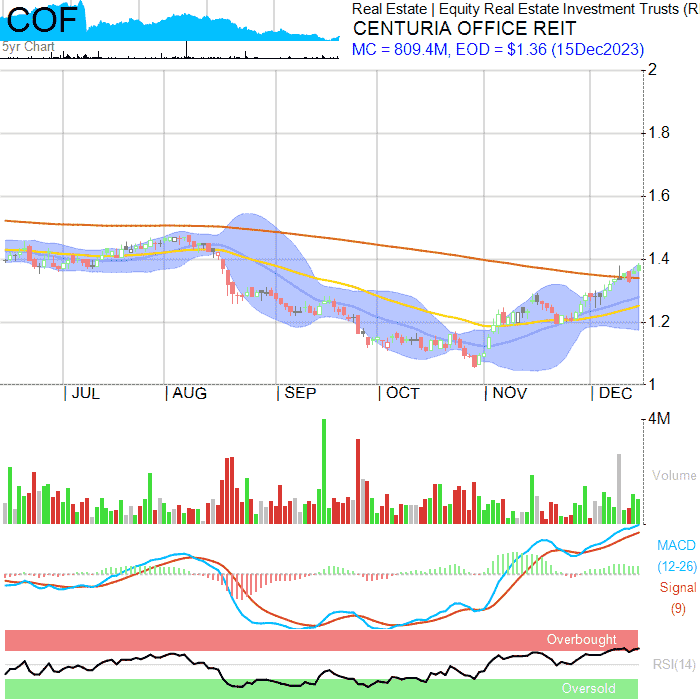 COF
5yr Chart
Real Estate | Equity Real Estate Investment Trusts (R
CENTURIA OFFICE REIT
MC = 809.4M, EOD = $1.36 (15Dec2023)
2
1.8
1.6
1.4
1.2
1
| JUL | AUG | SEP | OCT | NOV | DEC
4M
Volume
MACD
(12-26)
Signal
(9)
Overbought
RSI(14)
Oversold